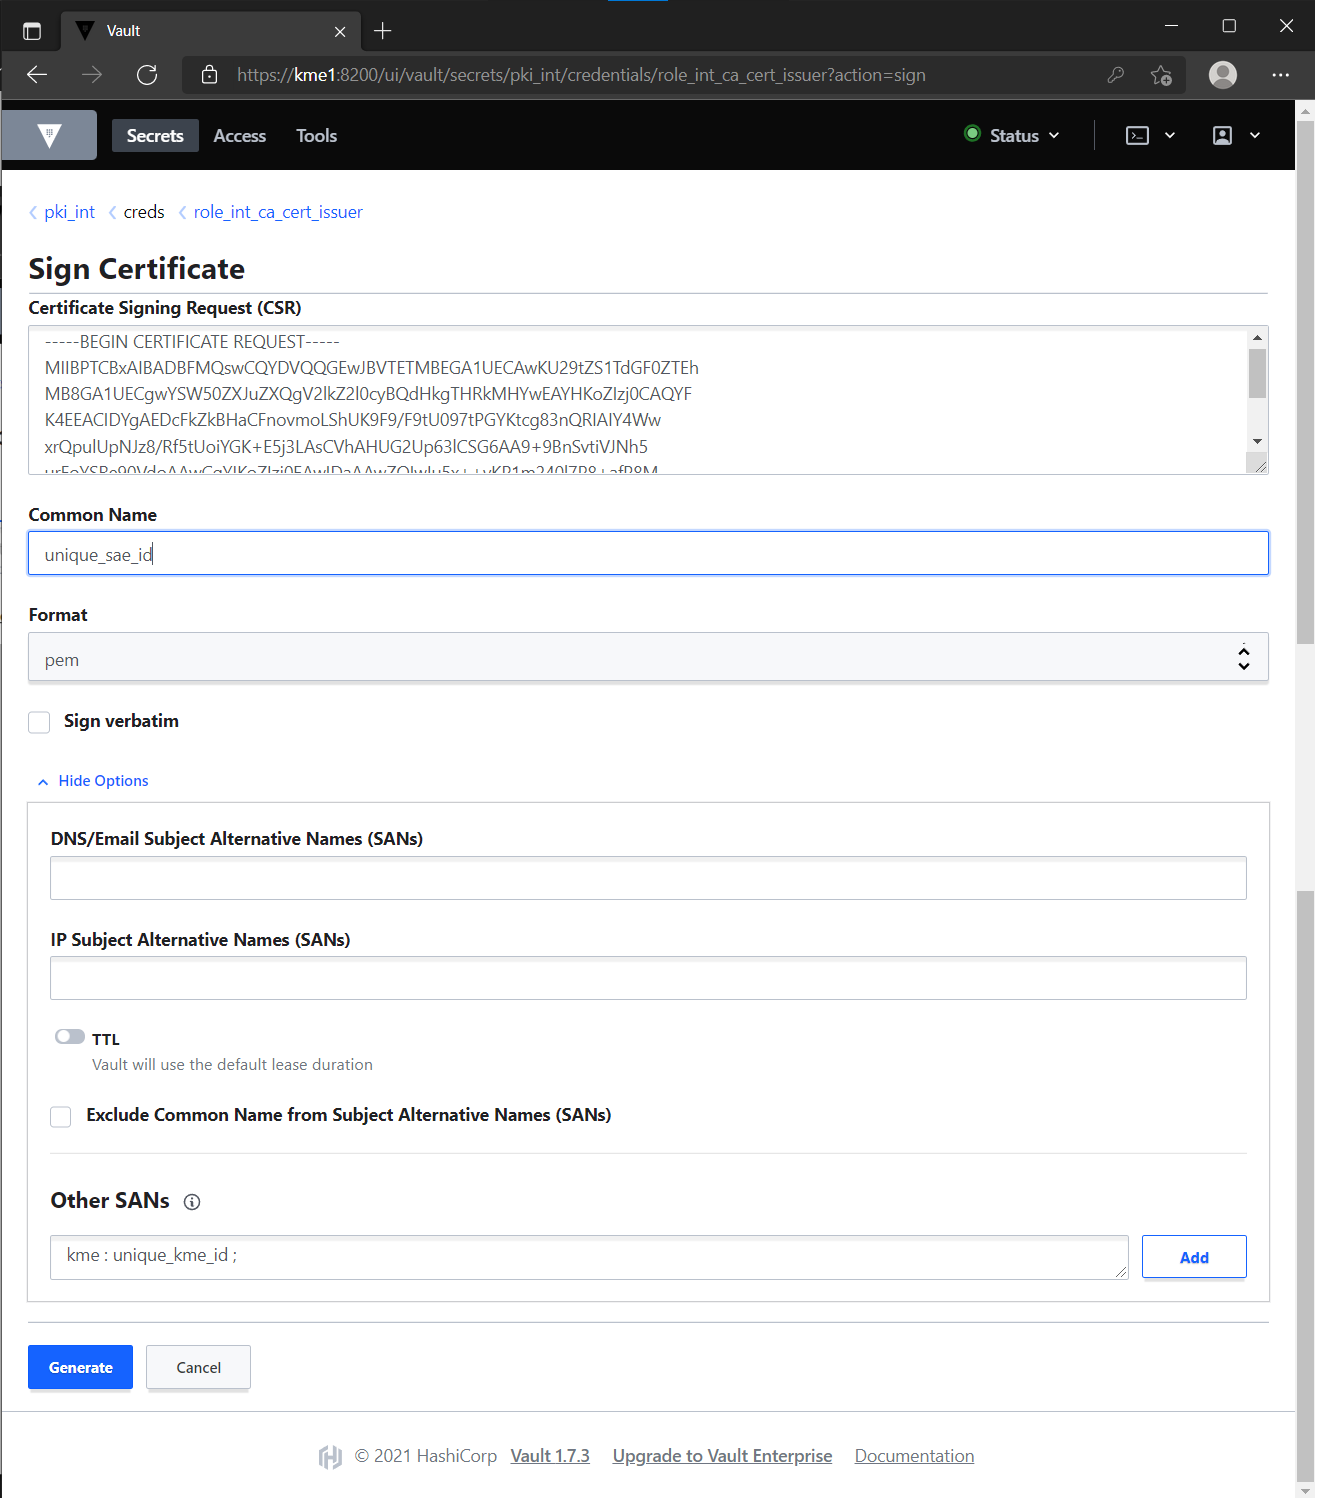 Vault
https://kme1:8200/ui/vault/secrets/pki_int/credentials/role_int_ca_cert_issuer?action=sign
Secrets Access Tools Status
pki_int creds role_int_ca_cert_issuer
Sign Certificate
Certificate Signing Request (CSR)
-----BEGIN CERTIFICATE REQUEST-----
MIIBPTCBxAIBADBFMQswCQYDVQQGEwJBVTETMBEGA1UECAwKU29tZS1TdGF0ZTEh
MB8GA1UECgwYSW50ZXJuZXQgV2lkZ2l0cyBQdHkgTHRkMHYwEAYHKoZIzj0CAQYF
K4EEACIDYgAEDcFkZkBHaCFnovmoLShUK9F9/F9tU097tPGYKtcg83nQRIAIY4Ww
xrQpulUpNJz8/Rf5tUoiYGK+E5j3LAsCVhAHUG2Up63lCSG6AA9+9BnSvtiVJNh5
Common Name
unique_sae_id
Format
pem
Sign verbatim
Hide Options
DNS/Email Subject Alternative Names (SANs)
IP Subject Alternative Names (SANs)
TTL
Vault will use the default lease duration
Exclude Common Name from Subject Alternative Names (SANs)
Other SANs
kme : unique_kme_id ;
Add
Generate Cancel
© 2021 HashiCorp Vault 1.7.3 Upgrade to Vault Enterprise Documentation